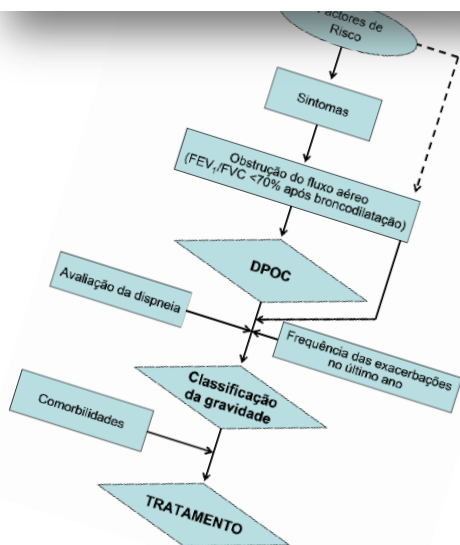 Factores de
Risco
Sintomas
Obstrução do fluxo aéreo
(FEV₁/FVC <70% após broncodilatação)
DPOC
Avaliação da dispneia
Frequência das exacerbações
no último ano
Classificação
da gravidade
Comorbilidades
TRATAMENTO